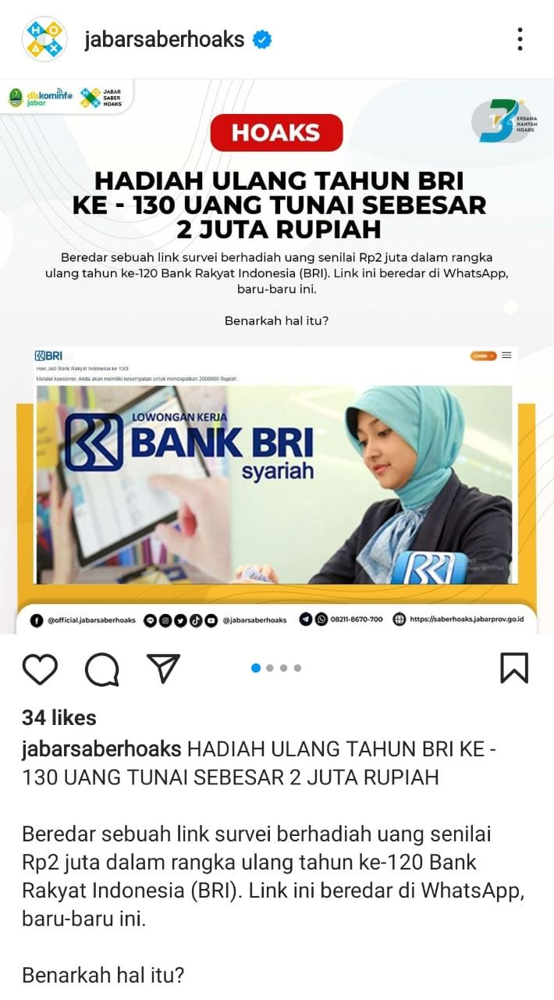 jabarsaberhoaks
diskominfo
jabar
JABAR
SABER
HOAKS
ERSAMA
HANTAM
HOAKS
HOAKS
HADIAH ULANG TAHUN BRI
KE - 130 UANG TUNAI SEBESAR
2 JUTA RUPIAH
Beredar sebuah link survei berhadiah uang senilai Rp2 juta dalam rangka
ulang tahun ke-120 Bank Rakyat Indonesia (BRI). Link ini beredar di WhatsApp,
baru-baru ini.
Benarkah hal itu?
BRI
LOGIN
Hari Jadi Bank Rakyat Indonesia ke 130!
Melalui kuesioner, Anda akan memiliki kesempatan untuk mendapatkan 2000000 Rupiah .
LOWONGAN KERJA
BANK BRI
syariah
@official.jabarsaberhoaks @jabarsaberhoaks 08211-8670-700 https://saberhoaks.jabarprov.go.id
34 likes
jabarsaberhoaks HADIAH ULANG TAHUN BRI KE -
130 UANG TUNAI SEBESAR 2 JUTA RUPIAH
Beredar sebuah link survei berhadiah uang senilai
Rp2 juta dalam rangka ulang tahun ke-120 Bank
Rakyat Indonesia (BRI). Link ini beredar di WhatsApp,
baru-baru ini.
Benarkah hal itu?